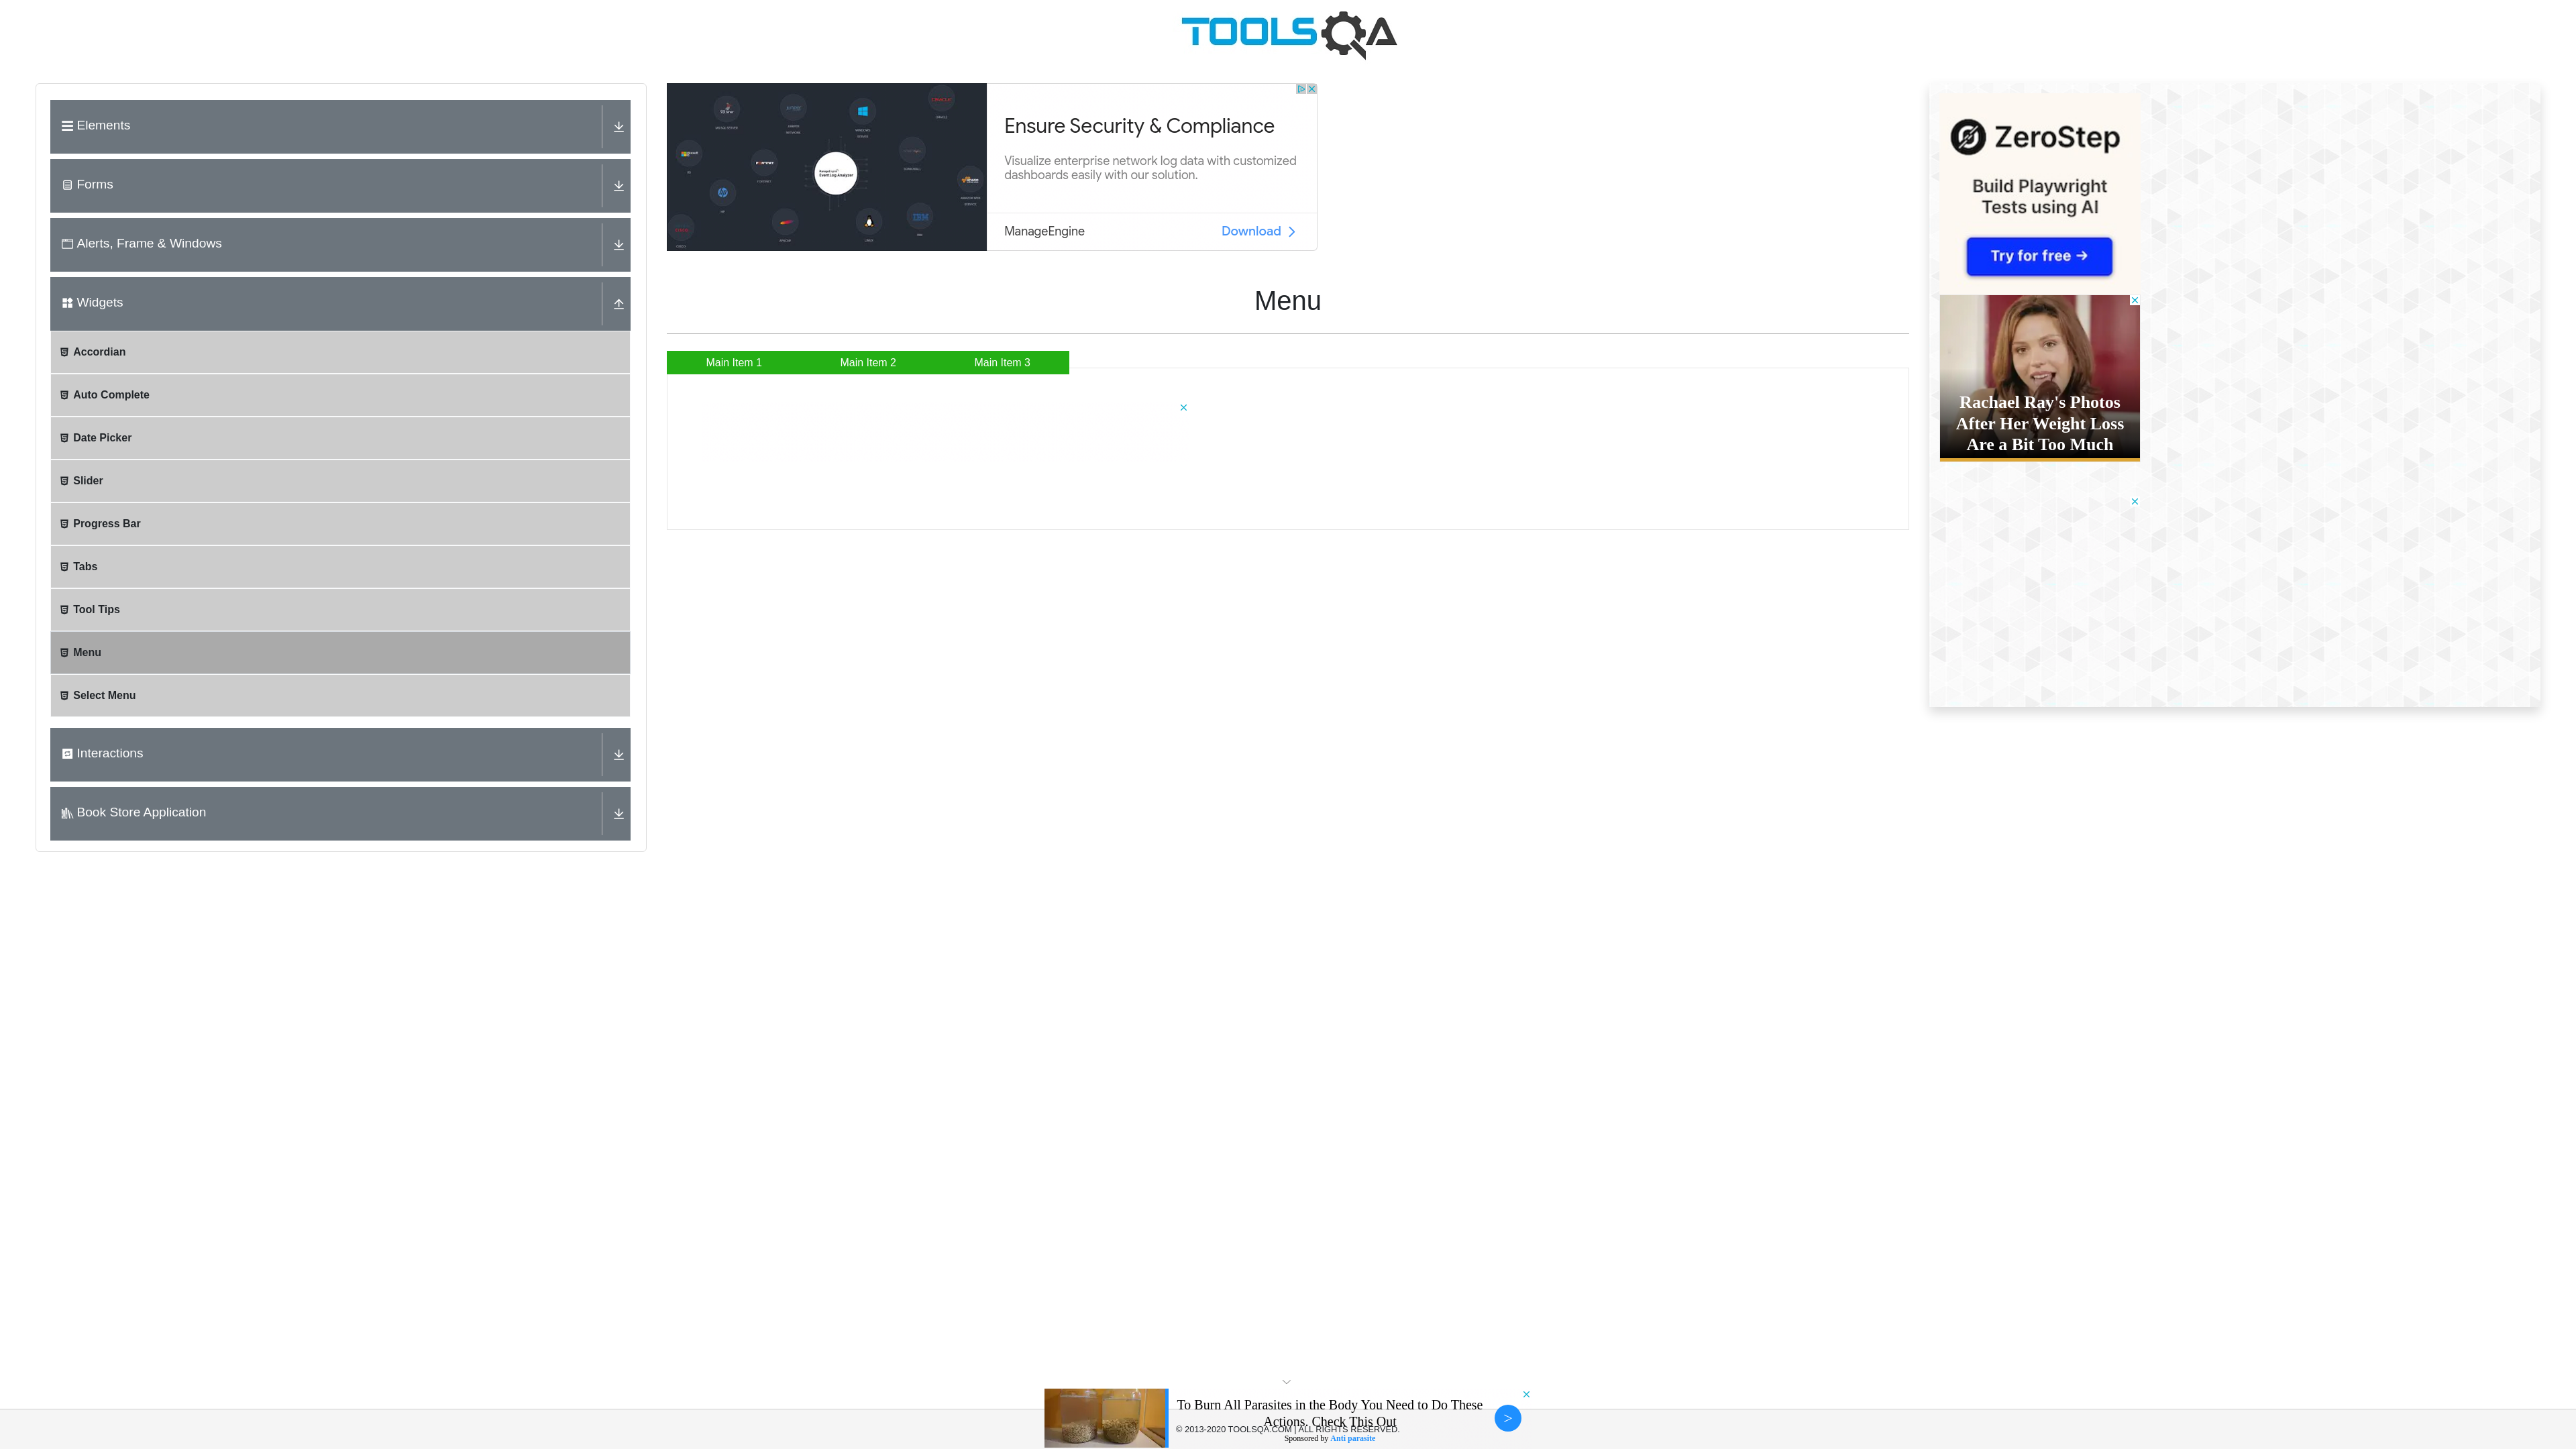 TOOLSQA
Elements
Forms
Alerts, Frame & Windows
Widgets
Accordian
Auto Complete
Date Picker
Slider
Progress Bar
Tabs
Tool Tips
Menu
Select Menu
Interactions
Book Store Application
Ensure Security & Compliance
Visualize enterprise network log data with customized
dashboards easily with our solution.
ManageEngine
Download
Menu
Main Item 1
Main Item 2
Main Item 3
ZeroStep
Build Playwright
Tests using AI
Try for free →
Rachael Ray's Photos
After Her Weight Loss
Are a Bit Too Much
To Burn All Parasites in the Body You Need to Do These
Actions. Check This Out
© 2013-2020 TOOLSQA.COM | ALL RIGHTS RESERVED.
Sponsored by Anti parasite